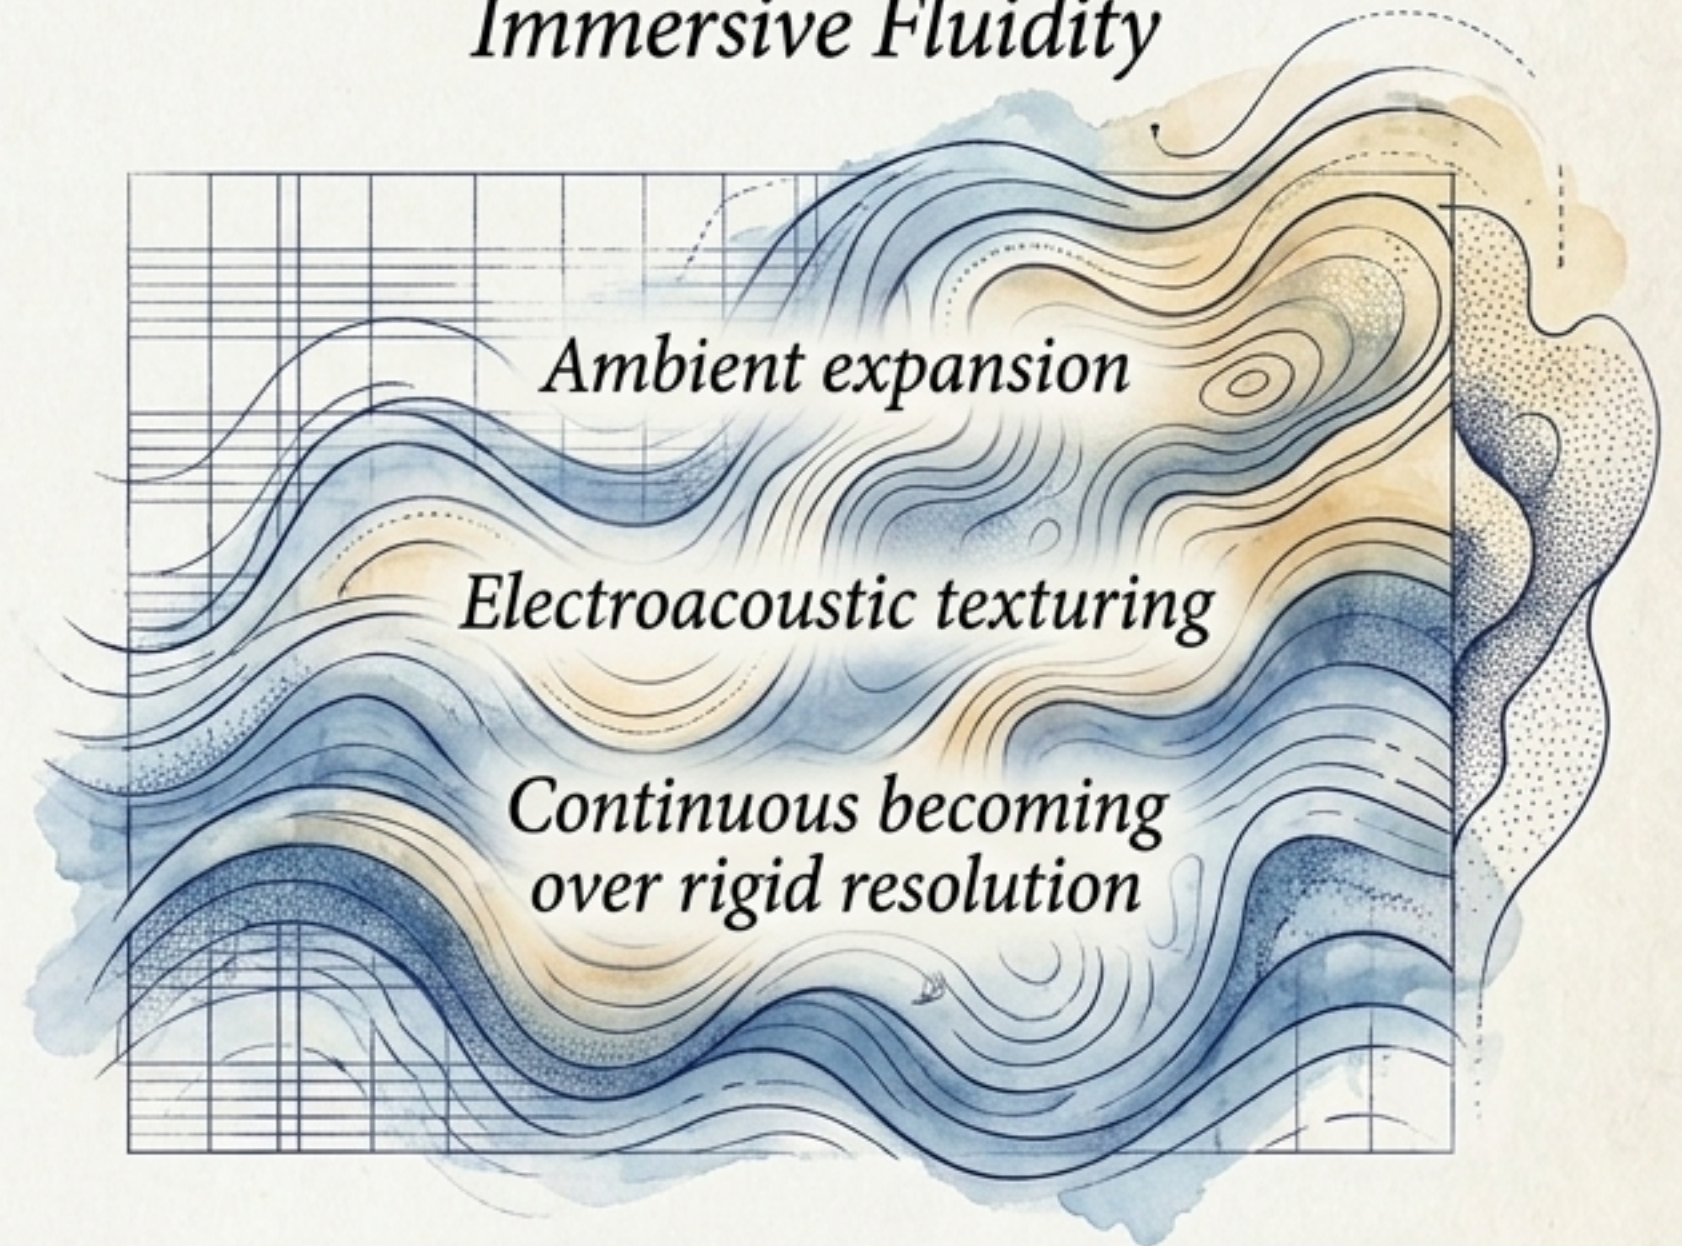 Immersive Fluidity
Ambient expansion
Electroacoustic texturing
Continuous becoming
over rigid resolution